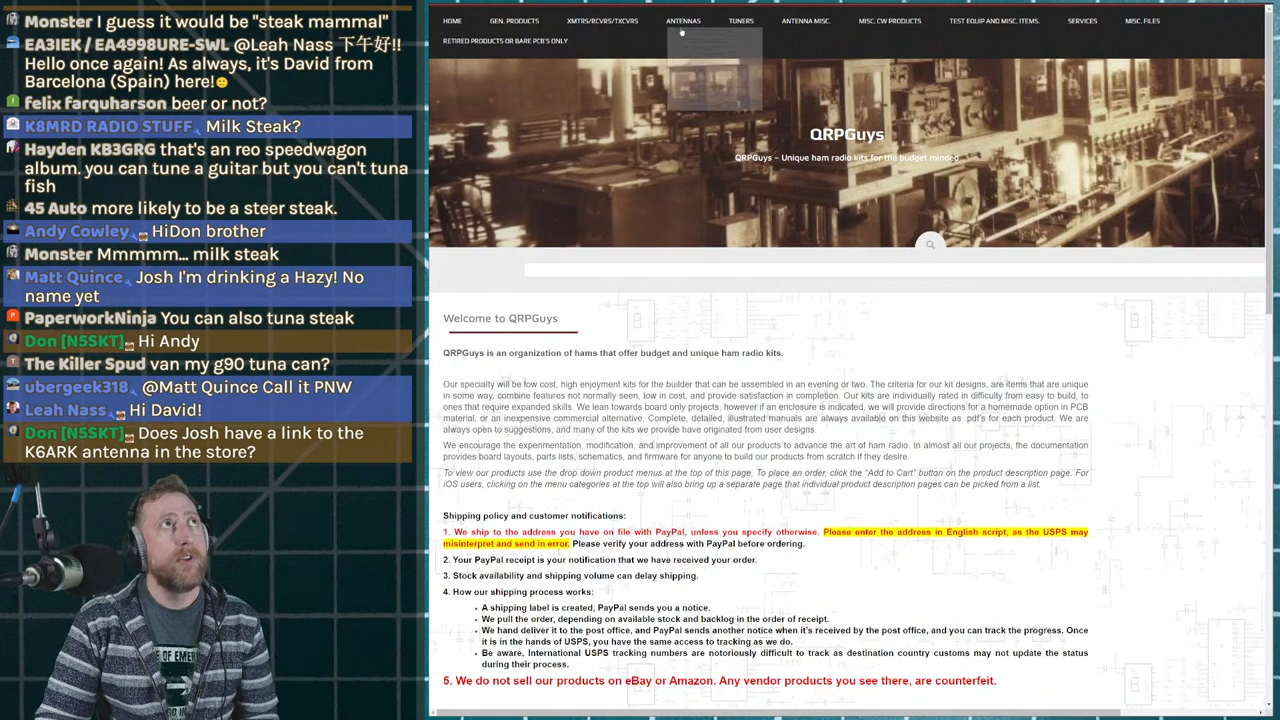 Monster I guess it would be "steak mammal"
EA3IEK / EA4998URE-SWL @Leah Nass 下午好!!
Hello once again! As always, it's David from
Barcelona (Spain) here!
felix farquharson beer or not?
K8MRD RADIO STUFF Milk Steak?
Hayden KB3GRG that's an reo speedwagon
album. you can tune a guitar but you can't tuna
fish
45 Auto more likely to be a steer steak.
Andy Cowley HiDon brother
Monster Mmmmm... milk steak
Matt Quince Josh I'm drinking a Hazy! No
name yet
PaperworkNinja You can also tuna steak
Don [N5SKT] Hi Andy
The Killer Spud van my g90 tuna can?
ubergeek318 @Matt Quince Call it PNW
Leah Nass Hi David!
Don [N5SKT] Does Josh have a link to the
K6ARK antenna in the store?
HOME GEN. PRODUCTS XMTRS/RCVRS/TXCVRS ANTENNAS TUNERS ANTENNA MISC. MISC. CW PRODUCTS TEST EQUIP AND MISC. ITEMS. SERVICES MISC. FILES
RETIRED PRODUCTS OR BARE PCB'S ONLY
QRPGuys
QRPGuys – Unique ham radio kits for the budget minded
Welcome to QRPGuys
QRPGuys is an organization of hams that offer budget and unique ham radio kits.
Our specialty will be low cost, high enjoyment kits for the builder that can be assembled in an evening or two. The criteria for our kit designs, are items that are unique
in some way, combine features not normally seen, low in cost, and provide satisfaction in completion. Our kits are individually rated in difficulty from easy to build, to
ones that require expanded skills. We lean towards board only projects, however if an enclosure is indicated, we will provide directions for a homemade option in PCB
material, or an inexpensive commercial alternative. Complete, detailed, illustrated manuals are always available on this website as .pdf's for each product. We are
always open to suggestions, and many of the kits we provide have originated from user designs.
We encourage the experimentation, modification, and improvement of all our products to advance the art of ham radio. In almost all our projects, the documentation
provides board layouts, parts lists, schematics, and firmware for anyone to build our products from scratch if they desire.
To view our products use the drop down product menus at the top of this page. To place an order, click the "Add to Cart" button on the product description page. For
iOS users, clicking on the menu categories at the top will also bring up a separate page that individual product description pages can be picked from a list.
Shipping policy and customer notifications:
1. We ship to the address you have on file with PayPal, unless you specify otherwise. Please enter the address in English script, as the USPS may
misinterpret and send in error. Please verify your address with PayPal before ordering.
2. Your PayPal receipt is your notification that we have received your order.
3. Stock availability and shipping volume can delay shipping.
4. How our shipping process works:
• A shipping label is created, PayPal sends you a notice.
• We pull the order, depending on available stock and backlog in the order of receipt.
• We hand deliver it to the post office, and PayPal sends another notice when it's received by the post office, and you can track the progress. Once
it is in the hands of USPS, you have the same access to tracking as we do.
• Be aware, International USPS tracking numbers are notoriously difficult to track as destination country customs may not update the status
during their process.
5. We do not sell our products on eBay or Amazon. Any vendor products you see there, are counterfeit.